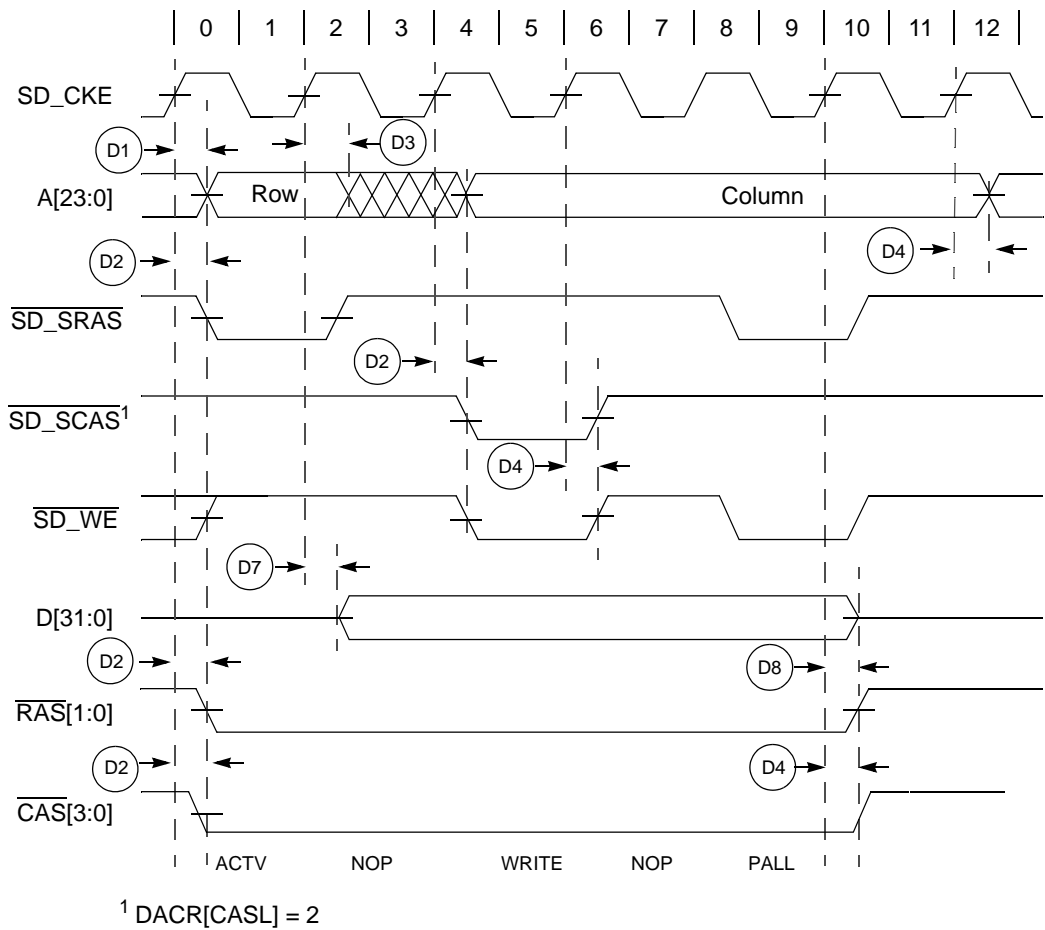 0 1 2 3 4 5 6 7 8 9 10 11 12
SD_CKE
D1 D3
A[23:0] Row Column
D2 D4
SD_SRAS
D2
SD_SCAS1
D4
SD_WE
D7
D[31:0]
D2 D8
RAS[1:0]
D2 D4
CAS[3:0]
ACTV NOP WRITE NOP PALL
1 DACR[CASL] = 2